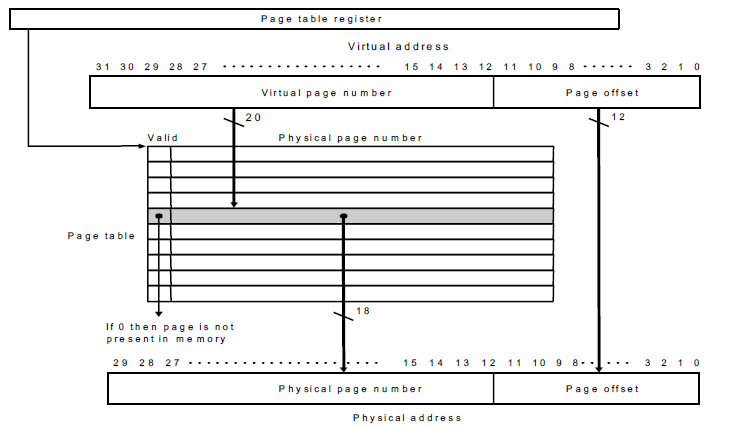 Page table register
Virtual address
31 30 29 28 27 ··················· 15 14 13 12 11 10 9 8 ······ 3 2 1 0
Virtual page number Page offset
20 12
Valid Physical page number
Page table
18
If 0 then page is not
present in memory
29 28 27 ······················ 15 14 13 12 11 10 9 8 ······ 3 2 1 0
Physical page number Page offset
Physical address